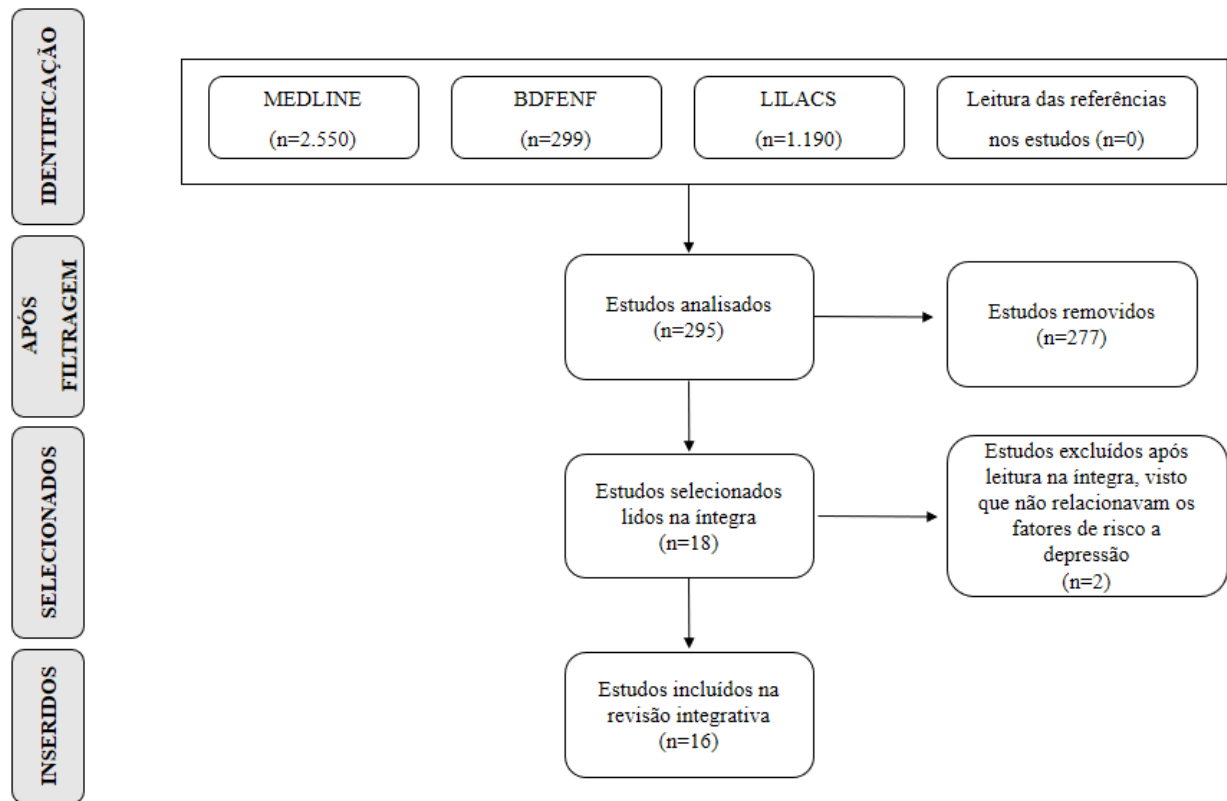 IDENTIFICAÇÃO
MEDLINE
(n=2.550)
BDFENF
(n=299)
LILACS
(n=1.190)
Leitura das referências
nos estudos (n=0)
APÓS
FILTRAGEM
Estudos analisados
(n=295)
Estudos removidos
(n=277)
SELECIONADOS
Estudos selecionados
lidos na íntegra
(n=18)
Estudos excluídos após
leitura na íntegra, visto
que não relacionavam os
fatores de risco a
depressão
(n=2)
INSERIDOS
Estudos incluídos na
revisão integrativa
(n=16)